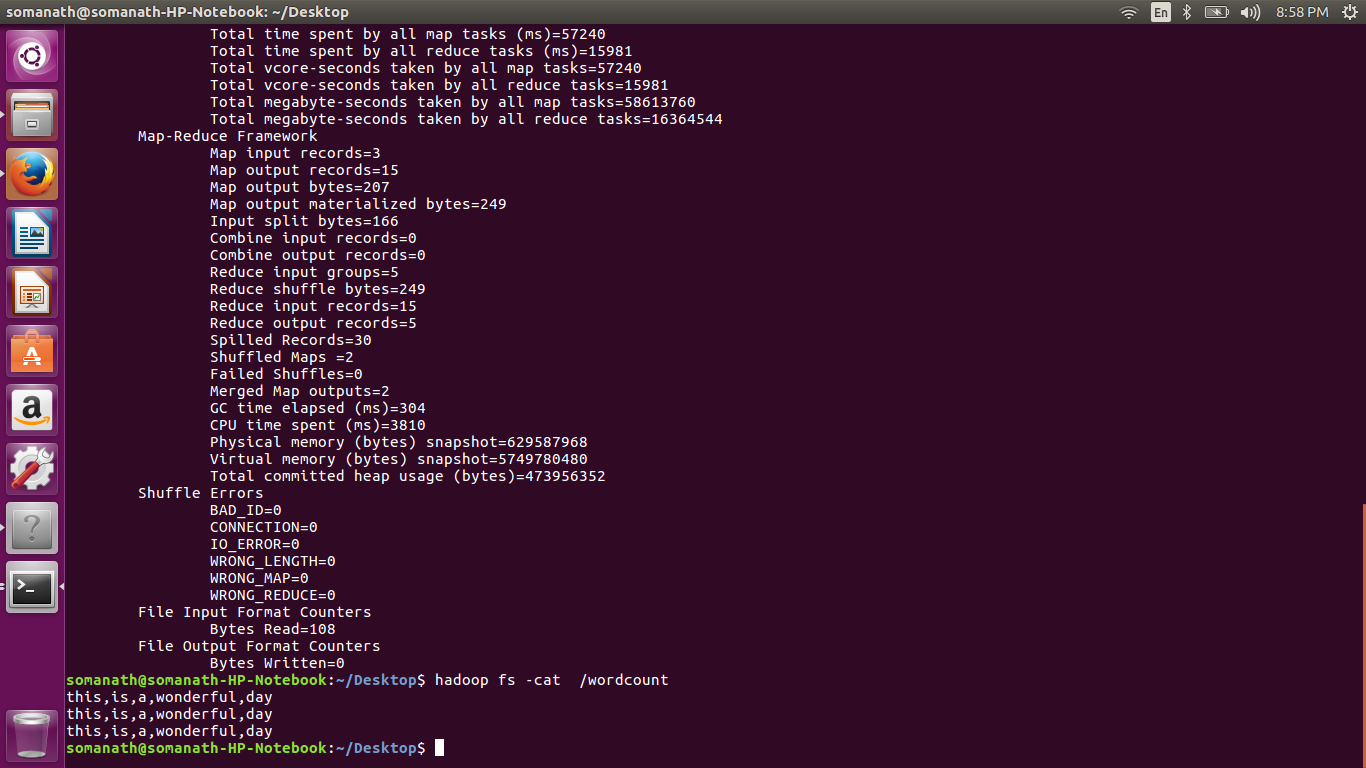 somanath@somanath-HP-Notebook: ~/Desktop
En
8:58 PM
Total time spent by all map tasks (ms)=57240
Total time spent by all reduce tasks (ms)=15981
Total vcore-seconds taken by all map tasks=57240
Total vcore-seconds taken by all reduce tasks=15981
Total megabyte-seconds taken by all map tasks=58613760
Total megabyte-seconds taken by all reduce tasks=16364544
Map-Reduce Framework
Map input records=3
Map output records=15
Map output bytes=207
Map output materialized bytes=249
Input split bytes=166
Combine input records=0
Combine output records=0
Reduce input groups=5
Reduce shuffle bytes=249
Reduce input records=15
Reduce output records=5
Spilled Records=30
Shuffled Maps =2
Failed Shuffles=0
Merged Map outputs=2
GC time elapsed (ms)=304
CPU time spent (ms)=3810
Physical memory (bytes) snapshot=629587968
Virtual memory (bytes) snapshot=5749780480
Total committed heap usage (bytes)=473956352
Shuffle Errors
BAD_ID=0
CONNECTION=0
IO_ERROR=0
WRONG_LENGTH=0
WRONG_MAP=0
WRONG_REDUCE=0
File Input Format Counters
Bytes Read=108
File Output Format Counters
Bytes Written=0
somanath@somanath-HP-Notebook:~/Desktop$ hadoop fs -cat  /wordcount
this,is,a,wonderful,day
this,is,a,wonderful,day
this,is,a,wonderful,day
somanath@somanath-HP-Notebook:~/Desktop$